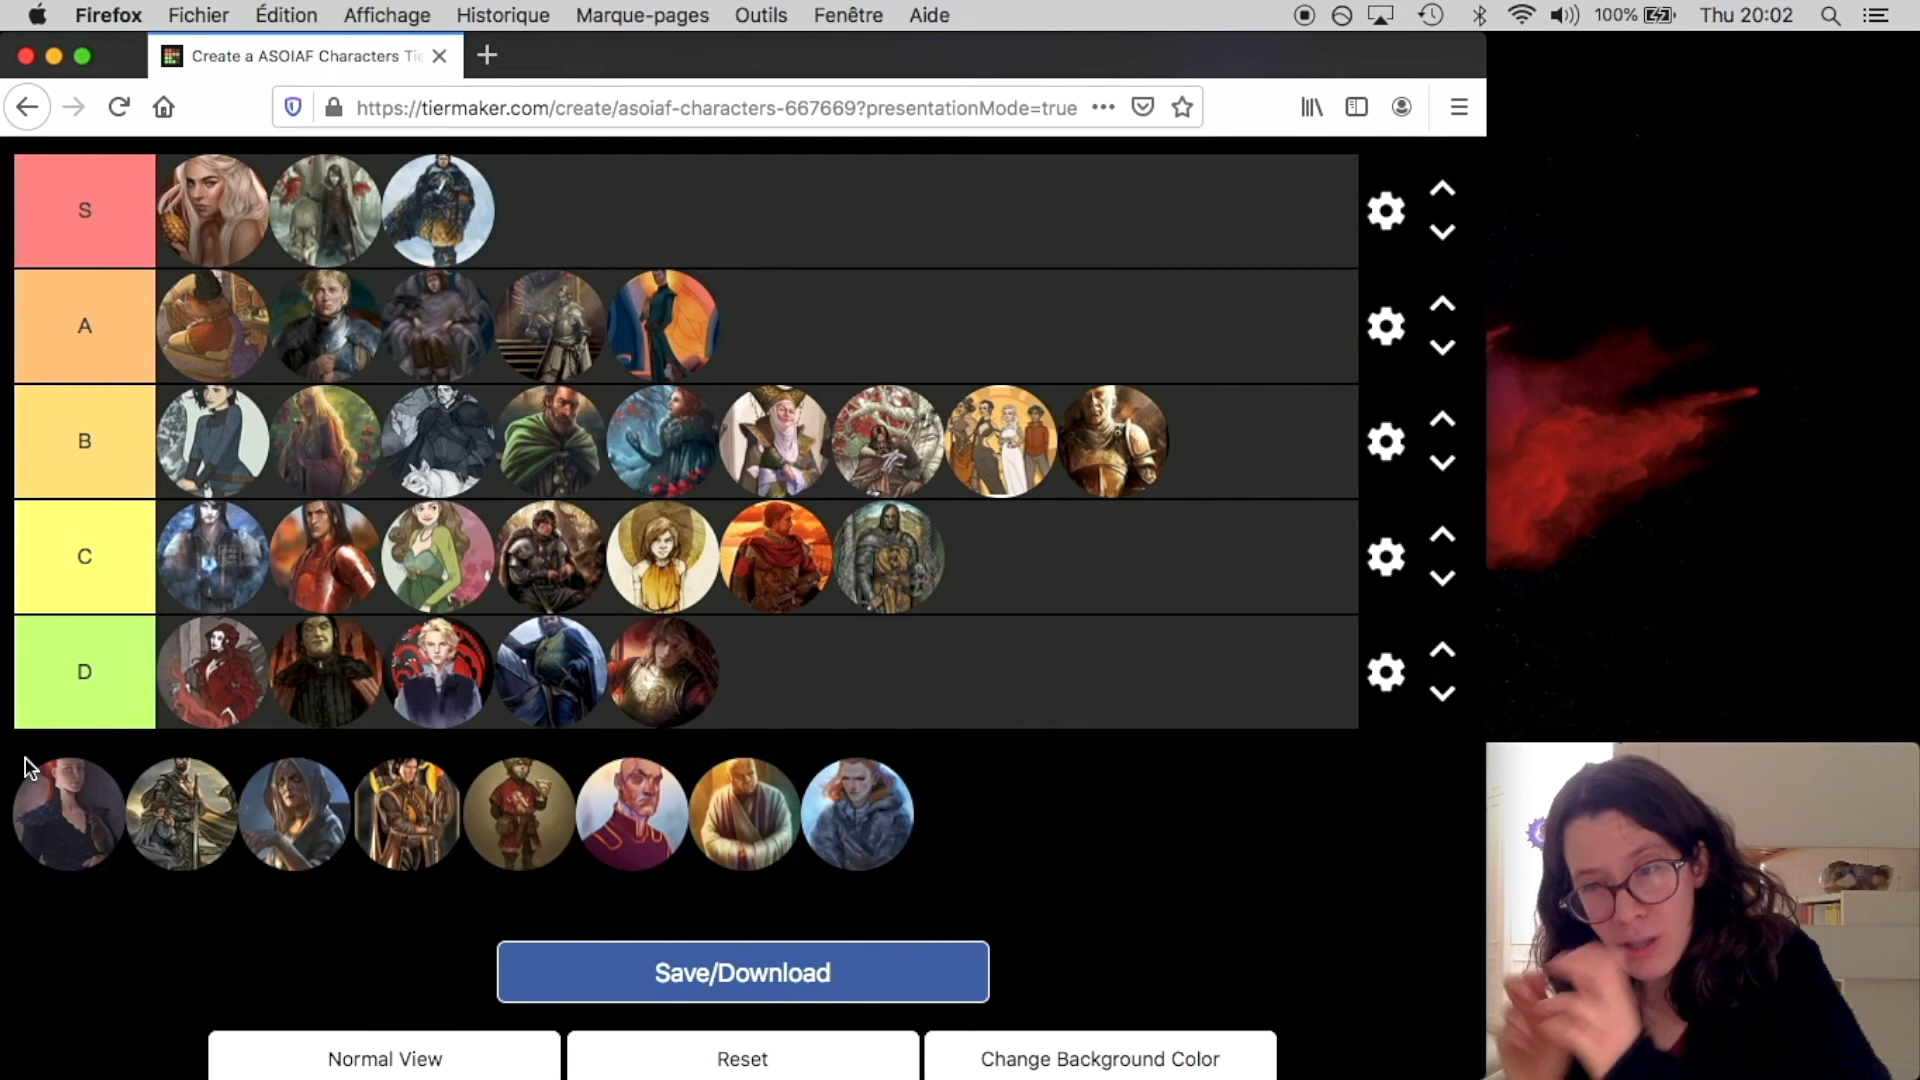 Firefox Fichier Édition Affichage Historique Marque-pages Outils Fenêtre Aide 100% Thu 20:02
Create a ASOIAF Characters Tie
https://tiermaker.com/create/asoiaf-characters-667669?presentationMode=true
S
A
B
C
D
Save/Download
Normal View Reset Change Background Color